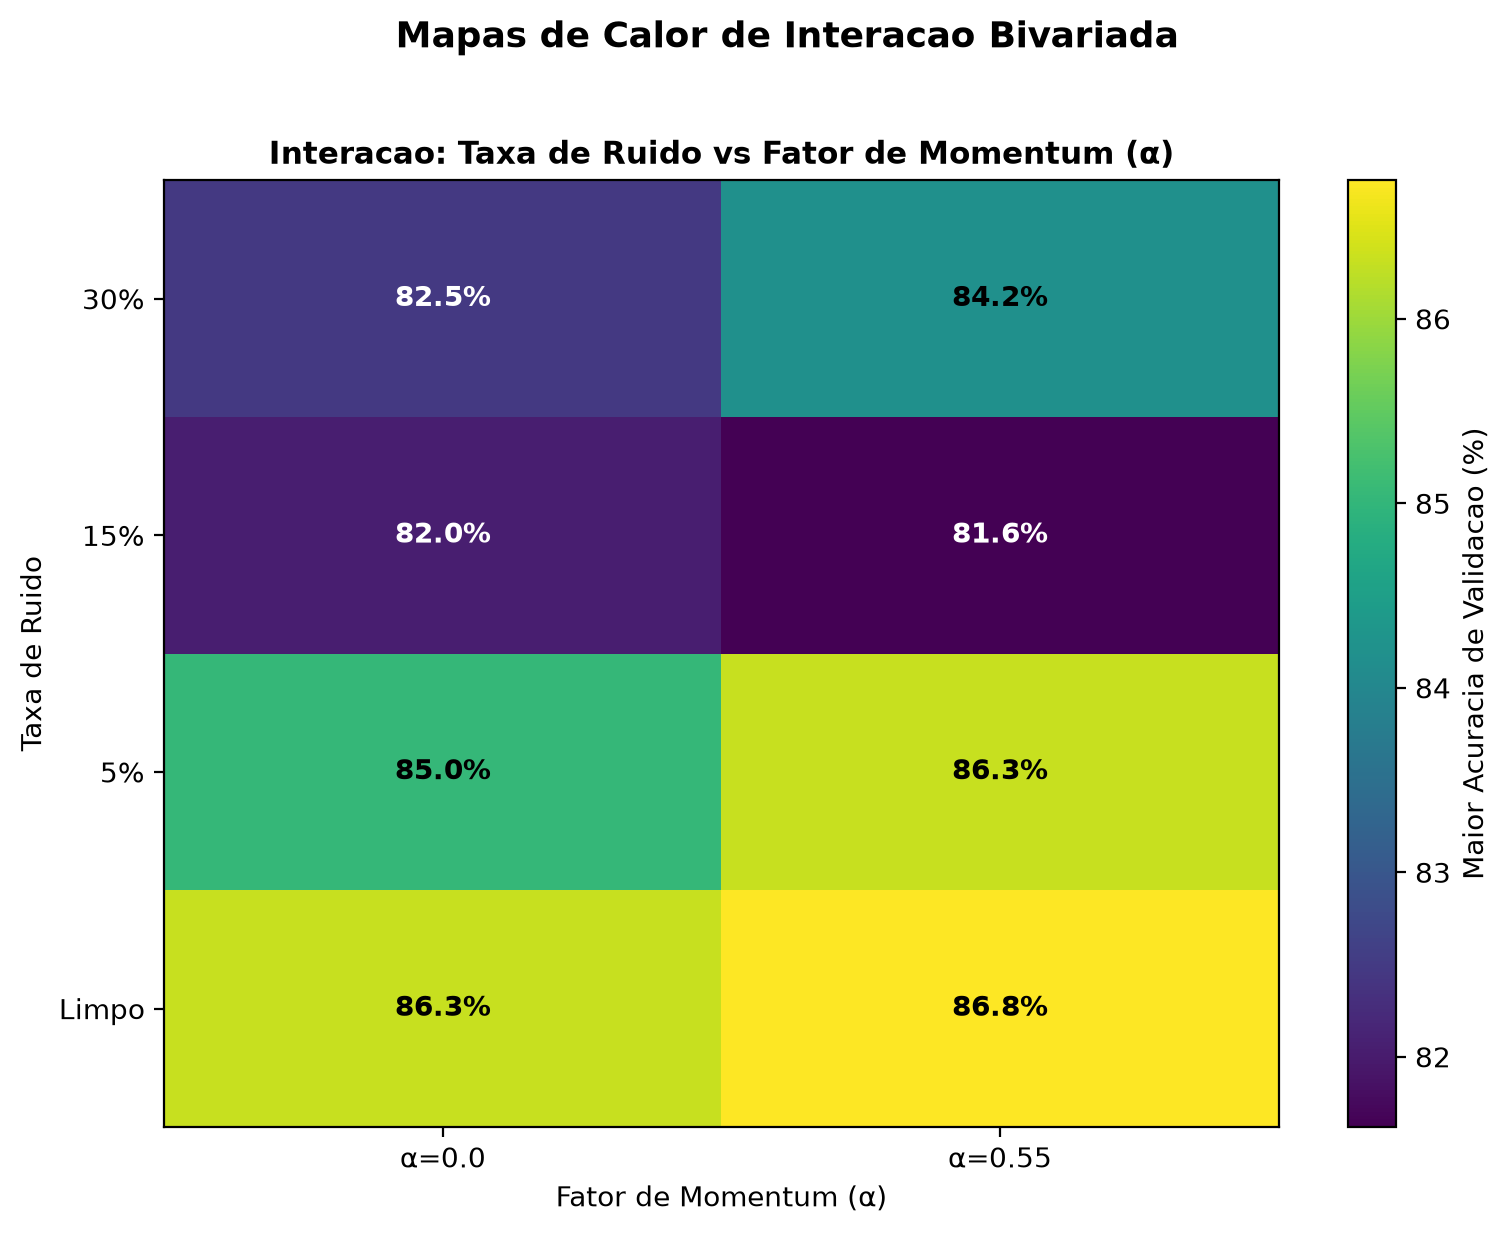 Mapas de Calor de Interacao Bivariada
Interacao: Taxa de Ruido vs Fator de Momentum (α)
Taxa de Ruido
30%
82.5%
84.2%
15%
82.0%
81.6%
5%
85.0%
86.3%
Limpo
86.3%
86.8%
α=0.0
α=0.55
Fator de Momentum (α)
86
85
84
83
82
Maior Acuracia de Validacao (%)